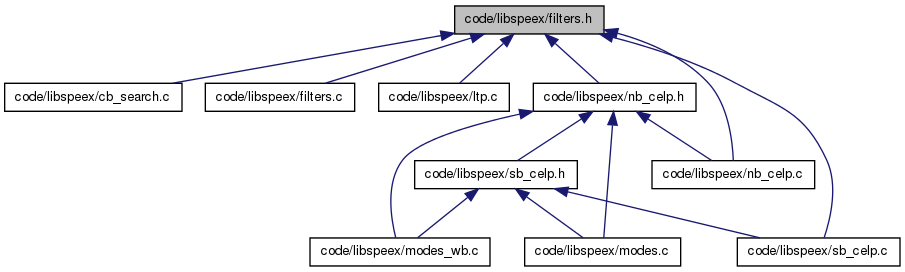 code/libspeex/filters.h
code/libspeex/cb_search.c
code/libspeex/filters.c
code/libspeex/ltp.c
code/libspeex/nb_celp.h
code/libspeex/sb_celp.h
code/libspeex/nb_celp.c
code/libspeex/modes_wb.c
code/libspeex/modes.c
code/libspeex/sb_celp.c